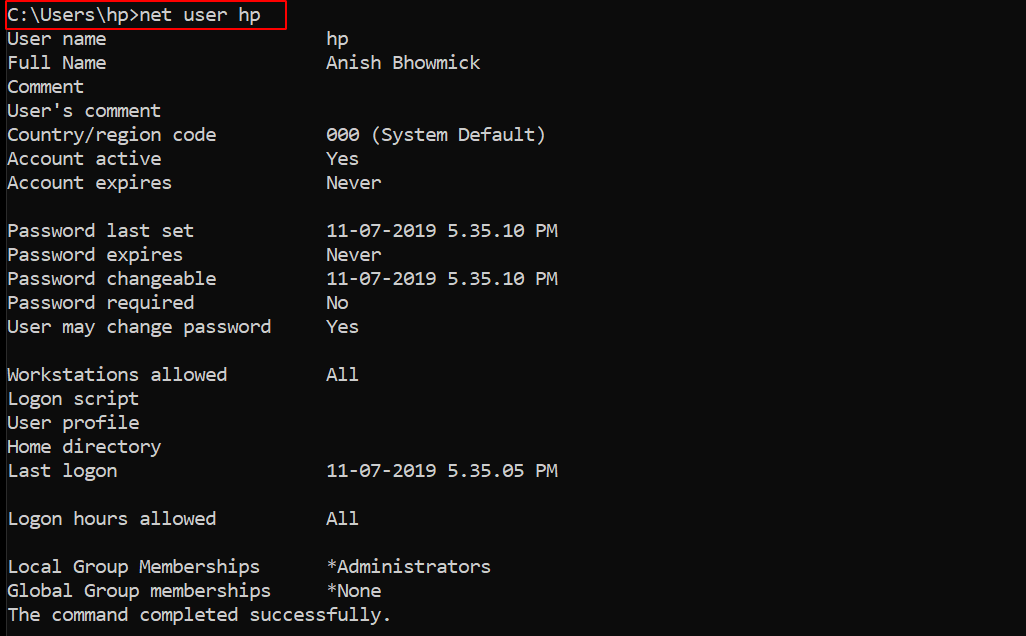 C:\Users\hp>net user hp
User name hp
Full Name Anish Bhowmick
Comment
User's comment
Country/region code 000 (System Default)
Account active Yes
Account expires Never
Password last set 11-07-2019 5.35.10 PM
Password expires Never
Password changeable 11-07-2019 5.35.10 PM
Password required No
User may change password Yes
Workstations allowed All
Logon script
User profile
Home directory
Last logon 11-07-2019 5.35.05 PM
Logon hours allowed All
Local Group Memberships *Administrators
Global Group memberships *None
The command completed successfully.